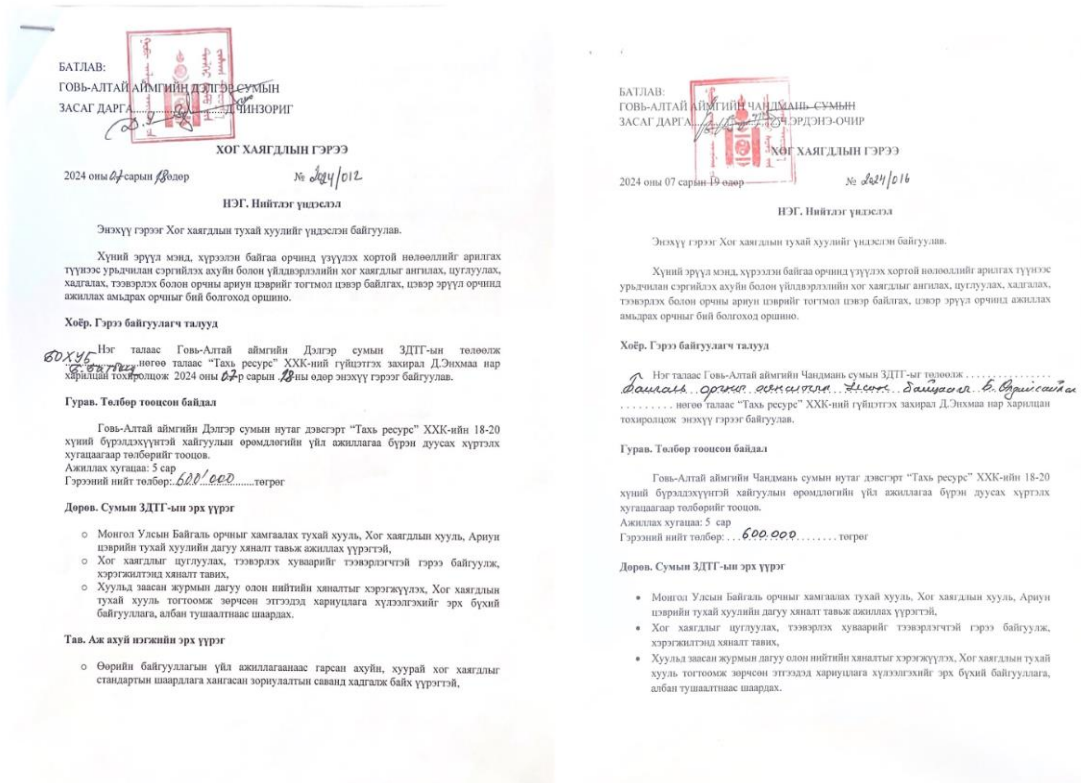 БАТЛАВ:
ГОВЬ-АЛТАЙ АЙМГИЙН ДЭЛГЭР СУМЫН
ЗАСАГ ДАРГА..............................Д.ЧИНЗОРИГ
ХОГ ХАЯГДЛЫН ГЭРЭЭ
2024 оны 07 сарын 18 өдөр № 2024/012
НЭГ. Нийтлэг үндэслэл
Энэхүү гэрээг Хог хаягдлын тухай хуулийг үндэслэн байгуулав.
Хүний эрүүл мэнд, хүрээлэн байгаа орчинд үзүүлэх хортой нөлөөллийг арилгах
түүнээс урьдчилан сэргийлэх ахуйн болон үйлдвэрлэлийн хог хаягдлыг ангилах, цуглуулах,
хадгалах, тээвэрлэх болон орчны ариун цэврийг тогтмол цэвэр байлгах, цэвэр эрүүл орчинд
ажиллах амьдрах орчныг бий болгоход оршино.
Хоёр. Гэрээ байгуулагч талууд
Нэг талаас Говь-Алтай аймгийн Дэлгэр сумын ЗДТГ-ын төлөөлж
БОХУБ ....................нөгөө талаас “Тахь ресурс” ХХК-ний гүйцэтгэх захирал Д.Энхмаа нар
харилцан тохиролцож 2024 оны 07-р сарын .18-ны өдөр энэхүү гэрээг байгуулав.
Гурав. Төлбөр тооцсон байдал
Говь-Алтай аймгийн Дэлгэр сумын нутаг дэвсгэрт “Тахь ресурс” ХХК-ийн 18-20
хүний бүрэлдэхүүнтэй хайгуулын өрөмдлөгийн үйл ажиллагаа бүрэн дуусах хүртэлх
хугацаагаар төлбөрийг тооцов.
Ажиллах хугацаа: 5 сар
Гэрээний нийт төлбөр:..600'000........төгрөг
Дөрөв. Сумын ЗДТГ-ын эрх үүрэг
o Монгол Улсын Байгаль орчныг хамгаалах тухай хууль, Хог хаягдлын хууль, Ариун
цэврийн тухай хуулийн дагуу хяналт тавьж ажиллах үүрэгтэй,
o Хог хаягдлыг цуглуулах, тээвэрлэх хуваарийг тээвэрлэгчтэй гэрээ байгуулж,
хэрэгжилтэнд хяналт тавих,
o Хуульд заасан журмын дагуу олон нийтийн хяналтыг хэрэгжүүлэх, Хог хаягдлын
тухай хууль тогтоомж зөрчсөн этгээдэд хариуцлага хүлээлгэхийг эрх бүхий
байгууллага, албан тушаалтнаас шаардах.
Тав. Аж ахуй нэгжийн эрх үүрэг
o Өөрийн байгууллагын үйл ажиллагаанаас гарсан ахуйн, хуурай хог хаягдлыг
стандартын шаардлага хангасан зориулалтын саванд хадгалж байх үүрэгтэй,
БАТЛАВ:
ГОВЬ-АЛТАЙ АЙМГИЙН ЧАНДМАНЬ СУМЫН
ЗАСАГ ДАРГА....................Ч.ЭРДЭНЭ-ОЧИР
ХОГ ХАЯГДЛЫН ГЭРЭЭ
2024 оны 07 сарын 19 өдөр № 2024/016
НЭГ. Нийтлэг үндэслэл
Энэхүү гэрээг Хог хаягдлын тухай хуулийг үндэслэн байгуулав.
Хүний эрүүл мэнд, хүрээлэн байгаа орчинд үзүүлэх хортой нөлөөллийг арилгах түүнээс
урьдчилан сэргийлэх ахуйн болон үйлдвэрлэлийн хог хаягдлыг ангилах, цуглуулах, хадгалах,
тээвэрлэх болон орчны ариун цэврийг тогтмол цэвэр байлгах, цэвэр эрүүл орчинд ажиллах
амьдрах орчныг бий болгоход оршино.
Хоёр. Гэрээ байгуулагч талууд
Нэг талаас Говь-Алтай аймгийн Чандмань сумын ЗДТГ-ыг төлөөлж . . . . . . . . . . . . . . . .
Байгаль орчны байцаагч Б.
. . . . . . . . . нөгөө талаас “Тахь ресурс” ХХК-ний гүйцэтгэх захирал Д.Энхмаа нар харилцан
тохиролцож энэхүү гэрээг байгуулав.
Гурав. Төлбөр тооцсон байдал
Говь-Алтай аймгийн Чандмань сумын нутаг дэвсгэрт “Тахь ресурс” ХХК-ийн 18-20
хүний бүрэлдэхүүнтэй хайгуулын өрөмдлөгийн үйл ажиллагаа бүрэн дуусах хүртэлх
хугацаагаар төлбөрийг тооцов.
Ажиллах хугацаа: 5 сар
Гэрээний нийт төлбөр: . . . 600.000 . . . . . . . . төгрөг
Дөрөв. Сумын ЗДТГ-ын эрх үүрэг
• Монгол Улсын Байгаль орчныг хамгаалах тухай хууль, Хог хаягдлын хууль, Ариун
цэврийн тухай хуулийн дагуу хяналт тавьж ажиллах үүрэгтэй,
• Хог хаягдлыг цуглуулах, тээвэрлэх хуваарийг тээвэрлэгчтэй гэрээ байгуулж,
хэрэгжилтэнд хяналт тавих,
• Хуульд заасан журмын дагуу олон нийтийн хяналтыг хэрэгжүүлэх, Хог хаягдлын тухай
хууль тогтоомж зөрчсөн этгээдэд хариуцлага хүлээлгэхийг эрх бүхий байгууллага,
албан тушаалтнаас шаардах.